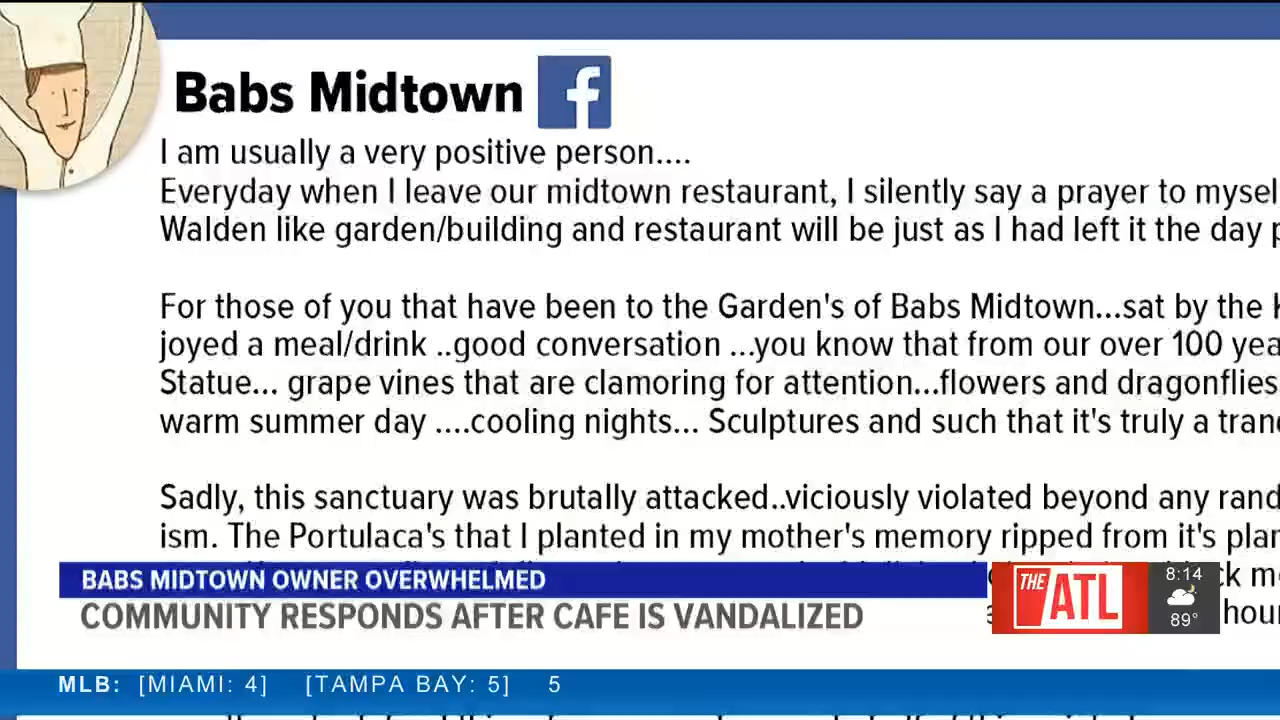 Babs Midtown
I am usually a very positive person....
Everyday when I leave our midtown restaurant, I silently say a prayer to
Walden like garden/building and restaurant will be just as I had left it the day
For those of you that have been to the Garden's of Babs Midtown...sat by the
joyed a meal/drink ..good conversation ...you know that from our over 100
Statue... grape vines that are clamoring for attention...flowers and dragonflies
warm summer day ....cooling nights... Sculptures and such that it's truly a
Sadly, this sanctuary was brutally attacked..viciously violated beyond any
ism. The Portulaca's that I planted in my mother's memory ripped from it's
BABS MIDTOWN OWNER OVERWHELMED
COMMUNITY RESPONDS AFTER CAFE IS VANDALIZED
THE ATL
8:14
89°
MLB: [MIAMI: 4] [TAMPA BAY: 5] 5